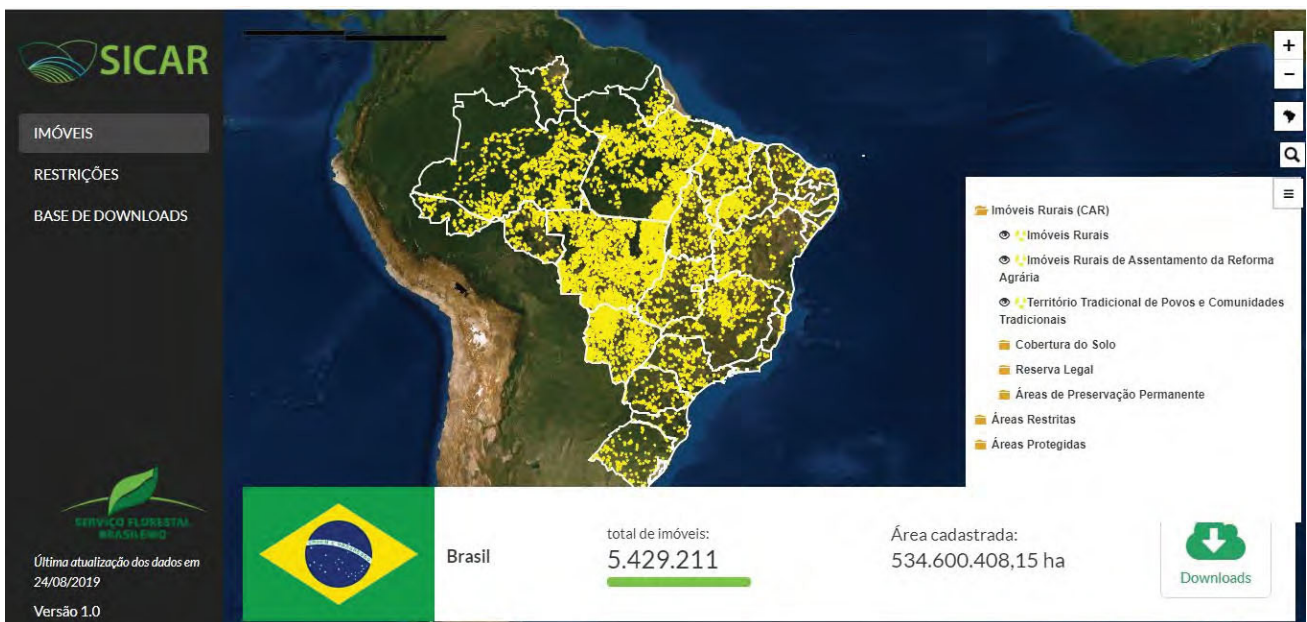 SICAR
IMÓVEIS
RESTRIÇÕES
BASE DE DOWNLOADS
SERVIÇO FLORESTAL
BRASILEIRO
Última atualização dos dados em
24/08/2019
Versão 1.0
+
−
Imóveis Rurais (CAR)
Imóveis Rurais
Imóveis Rurais de Assentamento da Reforma
Agrária
Território Tradicional de Povos e Comunidades
Tradicionais
Cobertura do Solo
Reserva Legal
Áreas de Preservação Permanente
Áreas Restritas
Áreas Protegidas
Brasil
total de imóveis:
5.429.211
Área cadastrada:
534.600.408,15 ha
Downloads